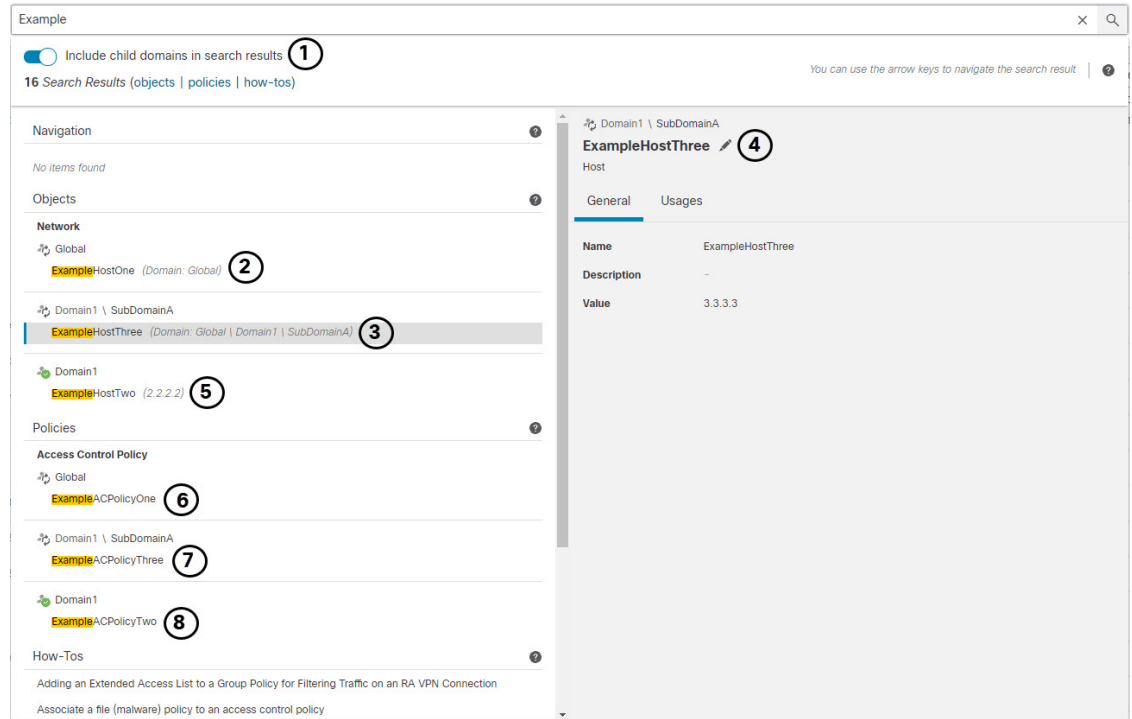 Example
Include child domains in search results 1
16 Search Results (objects | policies | how-tos)
You can use the arrow keys to navigate the search result
Navigation
No items found
Objects
Network
Global
ExampleHostOne (Domain: Global) 2
Domain1 \ SubDomainA
ExampleHostThree (Domain: Global \ Domain1 \ SubDomainA) 3
Domain1
ExampleHostTwo (2.2.2.2) 5
Policies
Access Control Policy
Global
ExampleACPolicyOne 6
Domain1 \ SubDomainA
ExampleACPolicyThree 7
Domain1
ExampleACPolicyTwo 8
How-Tos
Adding an Extended Access List to a Group Policy for Filtering Traffic on an RA VPN Connection
Associate a file (malware) policy to an access control policy
Domain1 \ SubDomainA
ExampleHostThree 4
Host
General Usages
Name ExampleHostThree
Description –
Value 3.3.3.3